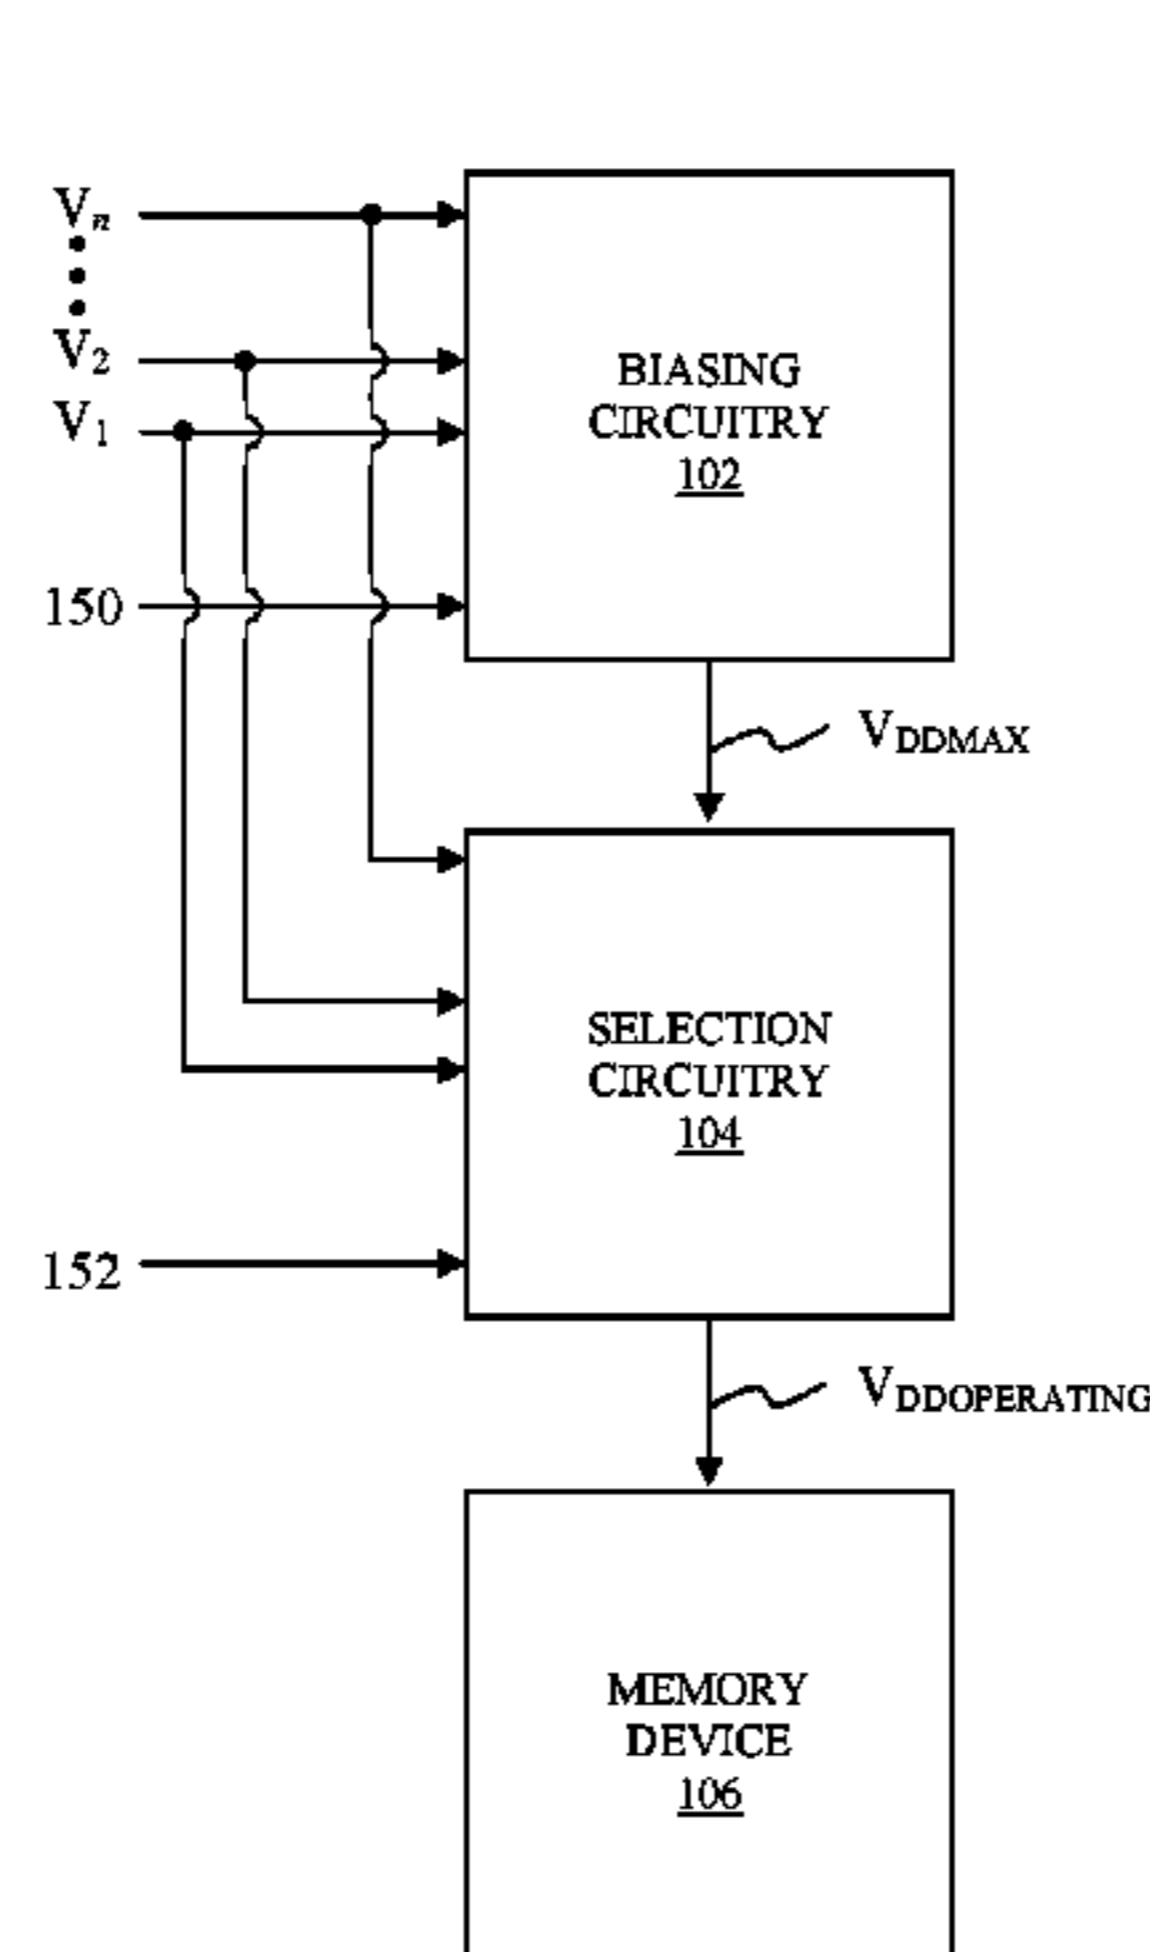 Vn
V2
V1
BIASING
CIRCUITRY
102
150
VDDMAX
SELECTION
CIRCUITRY
104
152
VDDOPERATING
MEMORY
DEVICE
106